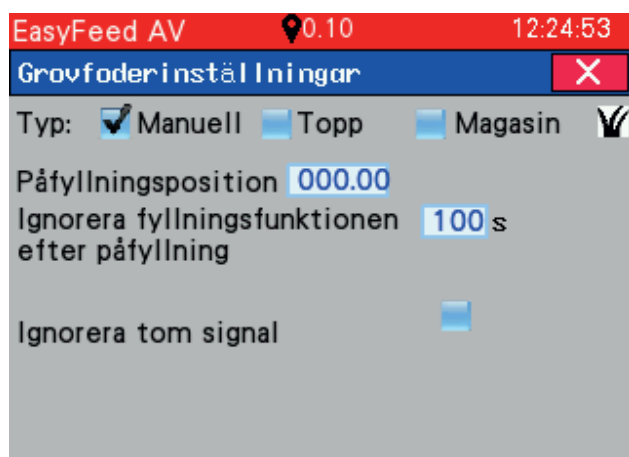 EasyFeed AV 0.10 12:24:53
Grovfoderinställningar
Typ: Manuell Topp Magasin
Påfyllningsposition 000.00
Ignorera fyllningsfunktionen 100 s
efter påfyllning
Ignorera tom signal